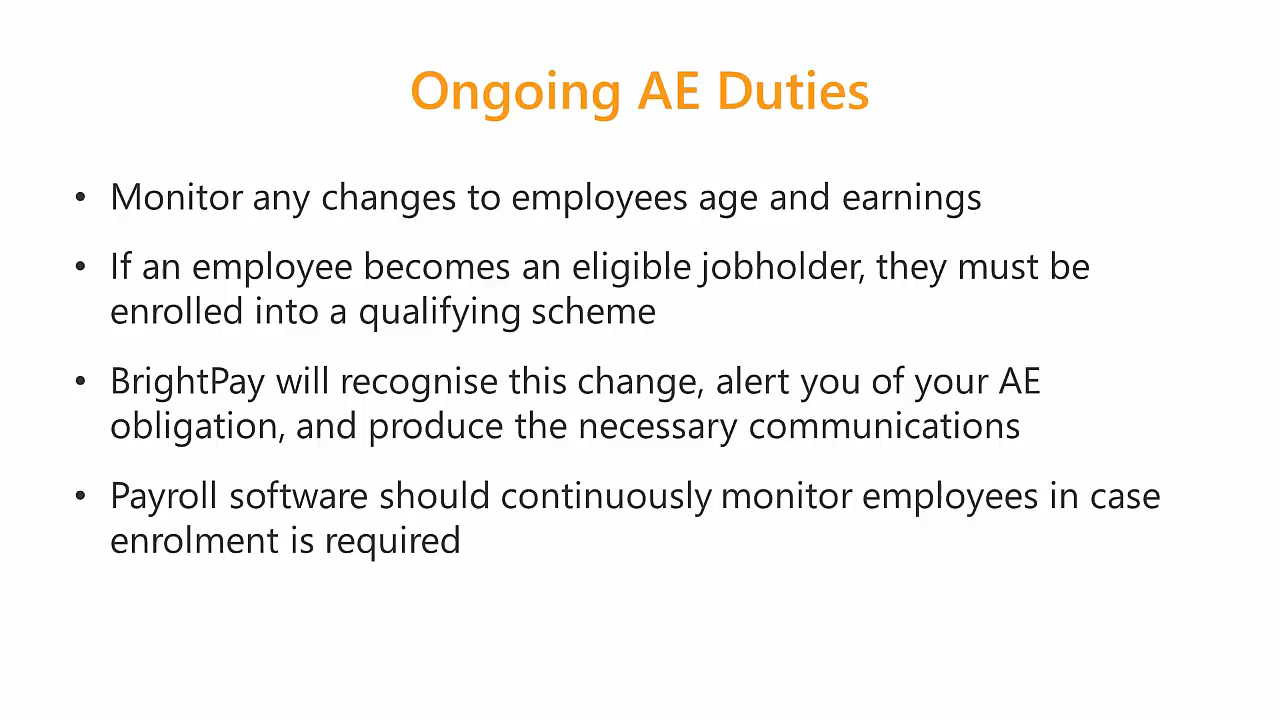 Ongoing AE Duties
• Monitor any changes to employees age and earnings
• If an employee becomes an eligible jobholder, they must be
enrolled into a qualifying scheme
• BrightPay will recognise this change, alert you of your AE
obligation, and produce the necessary communications
• Payroll software should continuously monitor employees in case
enrolment is required